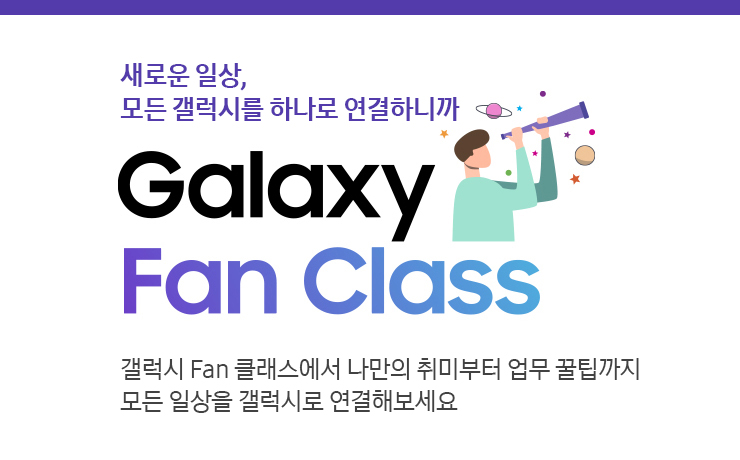 새로운 일상,
모든 갤럭시를 하나로 연결하니까
Galaxy
Fan Class
갤럭시 Fan 클래스에서 나만의 취미부터 업무 꿀팁까지
모든 일상을 갤럭시로 연결해보세요